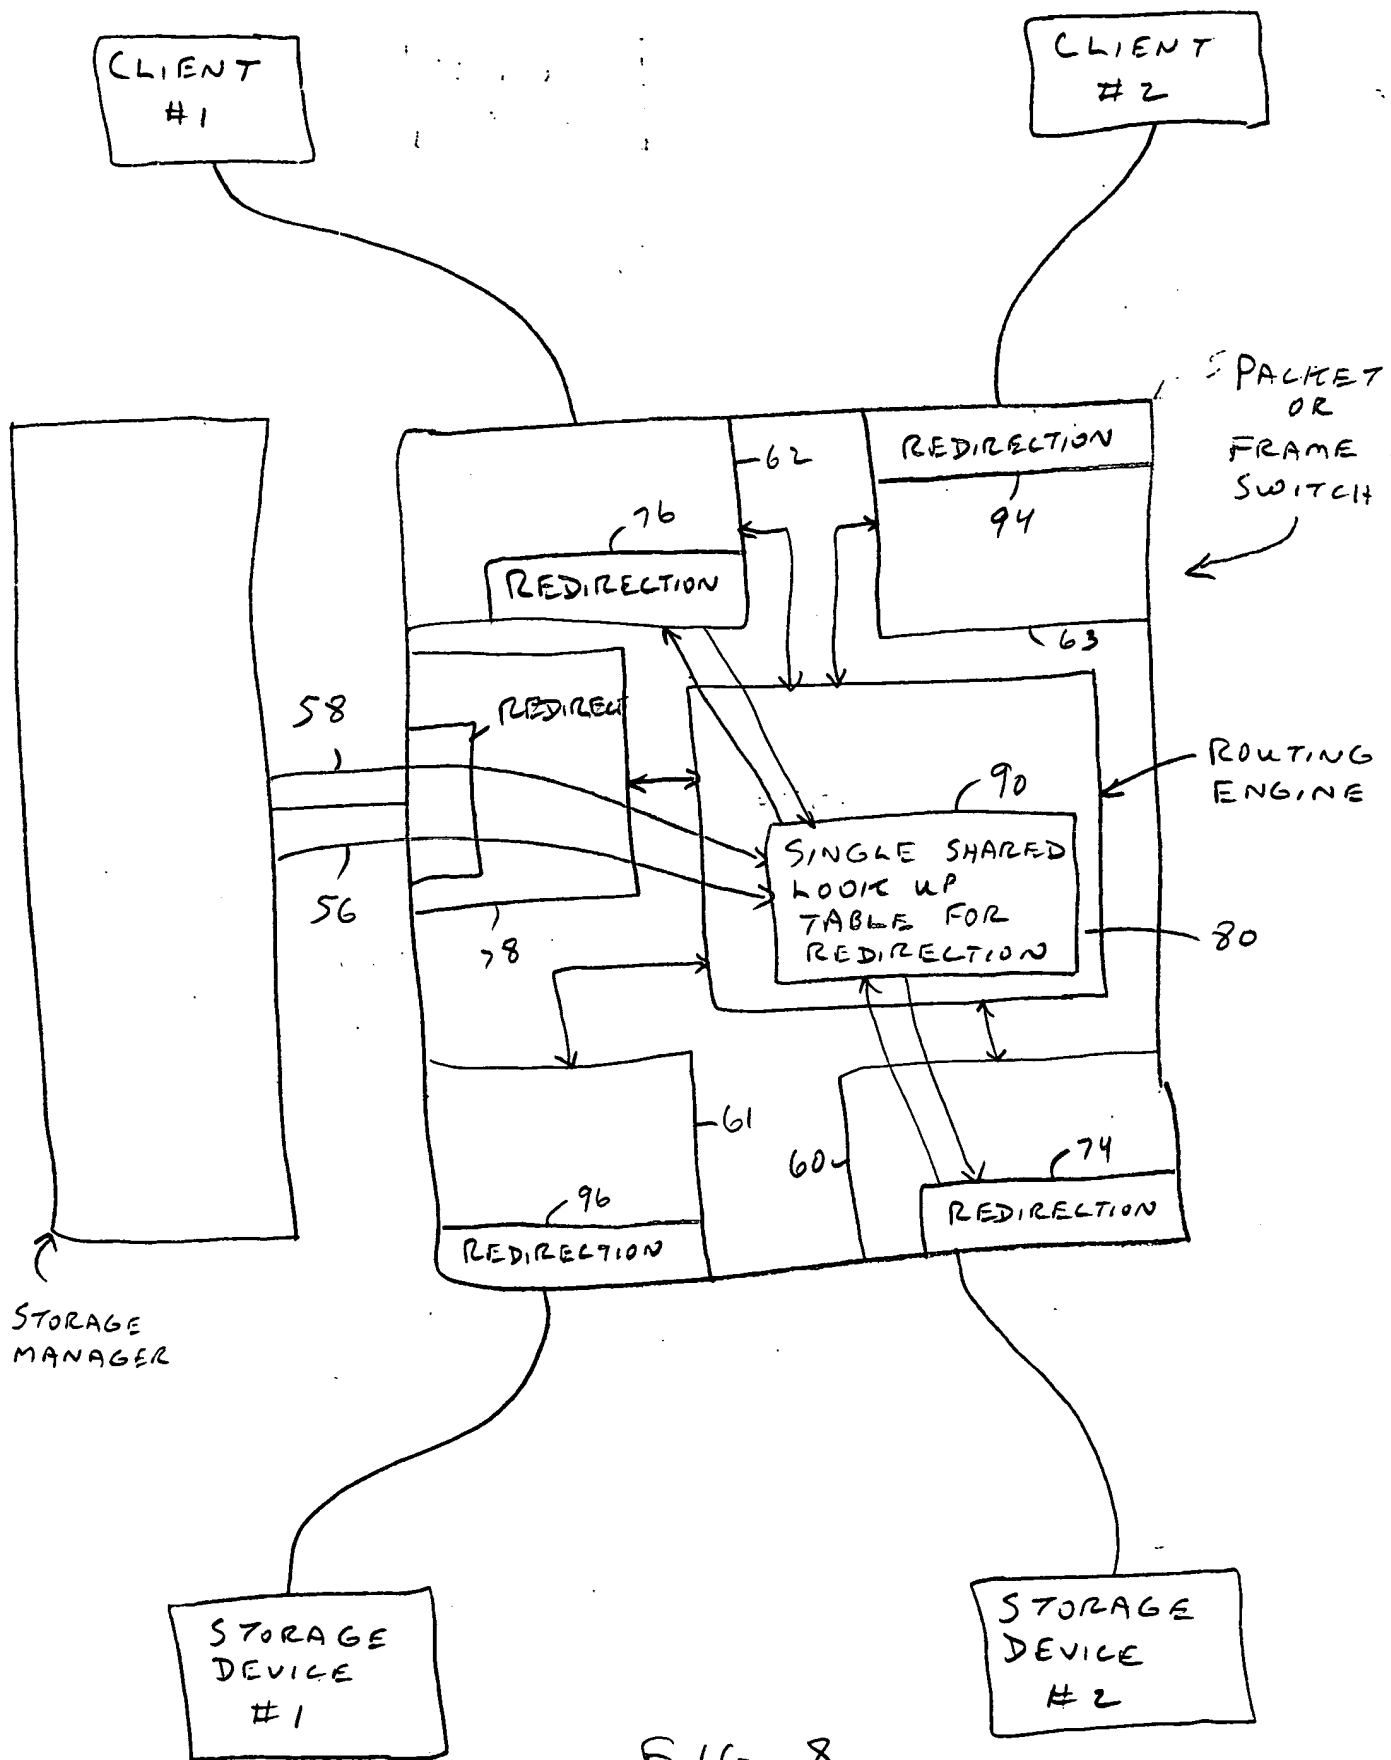 CLIENT
#1
CLIENT
#2
PACKET
OR
FRAME
SWITCH
62
REDIRECTION
94
76
REDIRECTION
63
58
REDIRECT
ROUTING
ENGINE
90
SINGLE SHARED
LOOK UP
TABLE FOR
REDIRECTION
56
78
80
61
60
74
REDIRECTION
96
REDIRECTION
STORAGE
MANAGER
STORAGE
DEVICE
#1
STORAGE
DEVICE
#2
FIG. 8